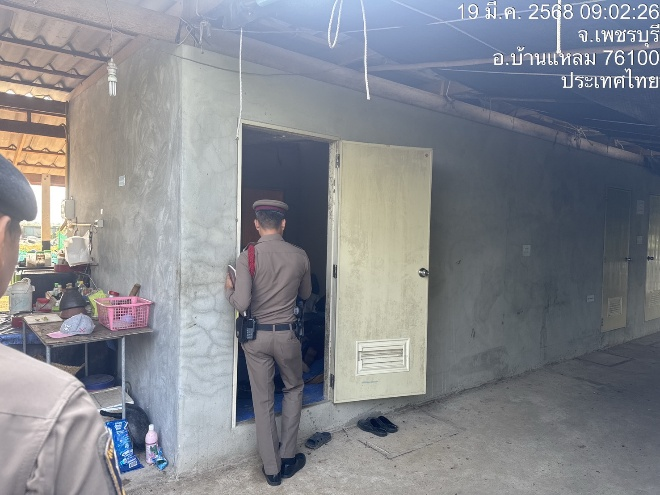 19 มี.ค. 2568 09:02:26
จ.เพชรบุรี
อ.บ้านแหลม 76100
ประเทศไทย